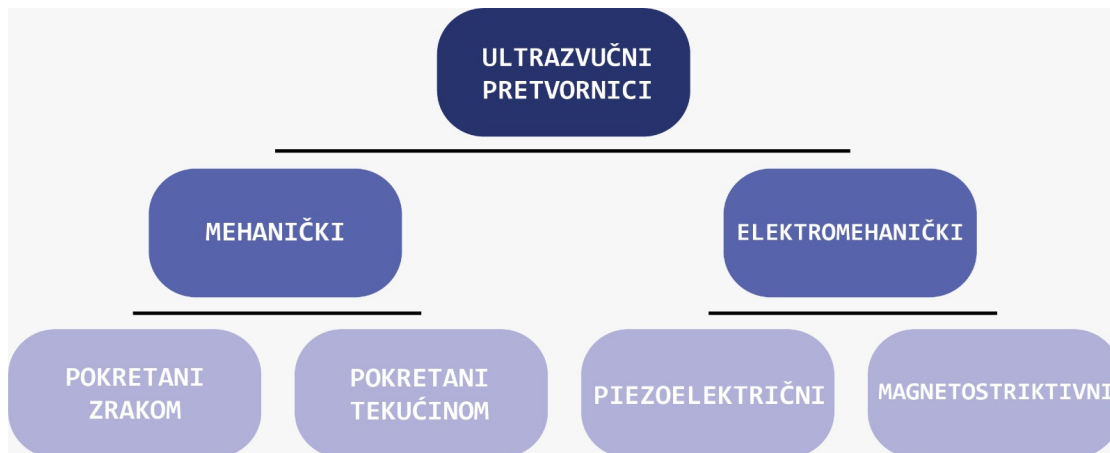 ULTRAZVUČNI
PRETVORNICI
MEHANIČKI
ELEKTROMEHANIČKI
POKRETANI
ZRAKOM
POKRETANI
TEKUĆINOM
PIEZOELEKTRIČNI
MAGNETOSTRIKTIVNI